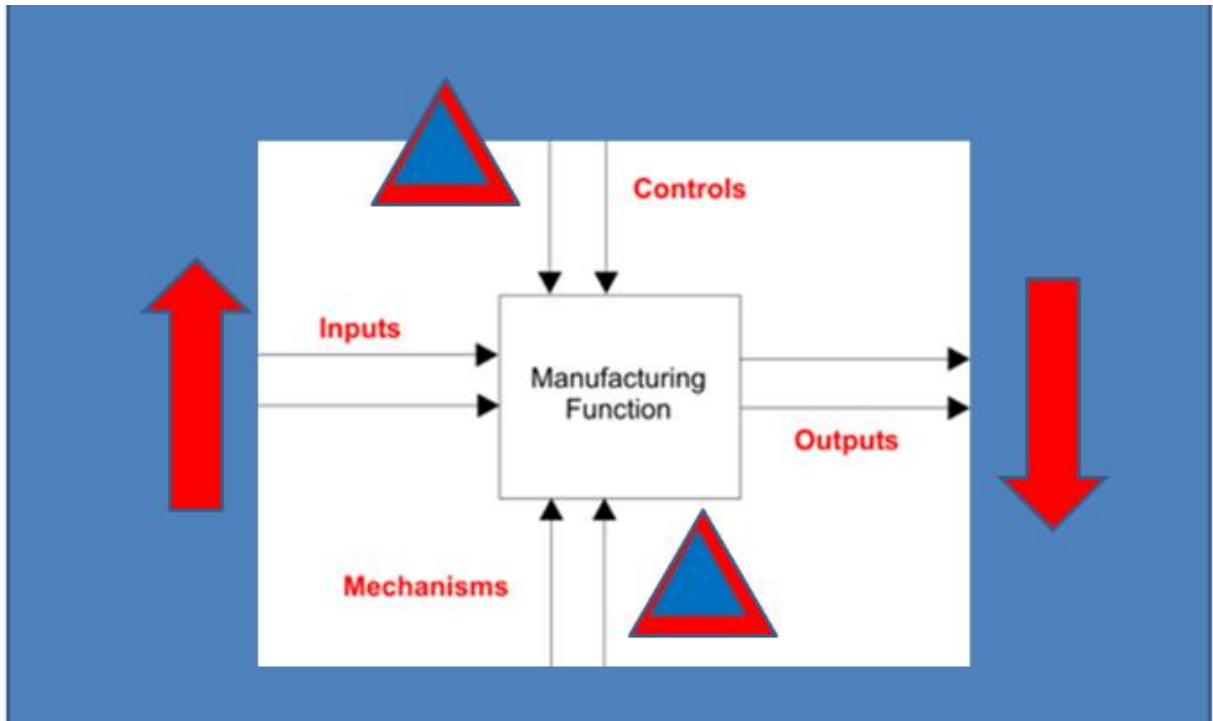 Controls
Inputs
Manufacturing
Function
Outputs
Mechanisms